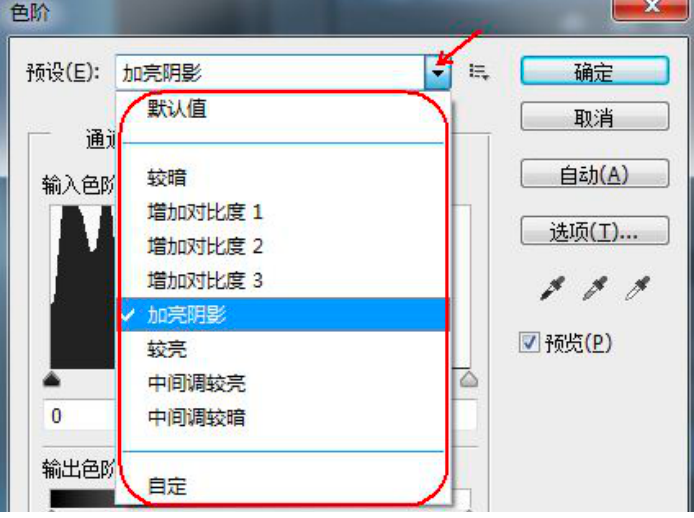 色阶
预设(E): 加亮阴影
确定
默认值
取消
通道
输入色阶
较暗
自动(A)
增加对比度 1
增加对比度 2
选项(T)...
增加对比度 3
加亮阴影
较亮
预览(P)
中间调较亮
0
中间调较暗
输出色阶
自定